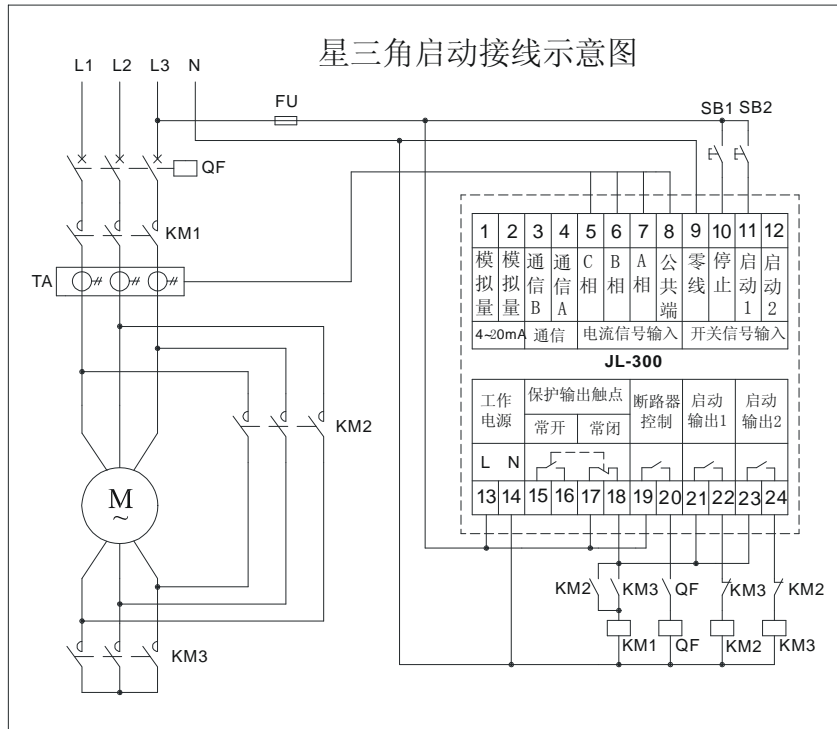 星三角启动接线示意图
L1 L2 L3 N
FU
SB1 SB2
QF
KM1
TA
1 2 3 4 5 6 7 8 9 10 11 12
模拟量 模拟量 通信B 通信A C相 B相 A相 公共端 零线 停止 启动1 启动2
4~20mA 通信 电流信号输入 开关信号输入
JL-300
工作电源 保护输出触点 断路器控制 启动输出1 启动输出2
常开 常闭
L N
13 14 15 16 17 18 19 20 21 22 23 24
KM2
M
~
KM2 KM3 QF KM3 KM2
KM1 QF KM2 KM3
KM3